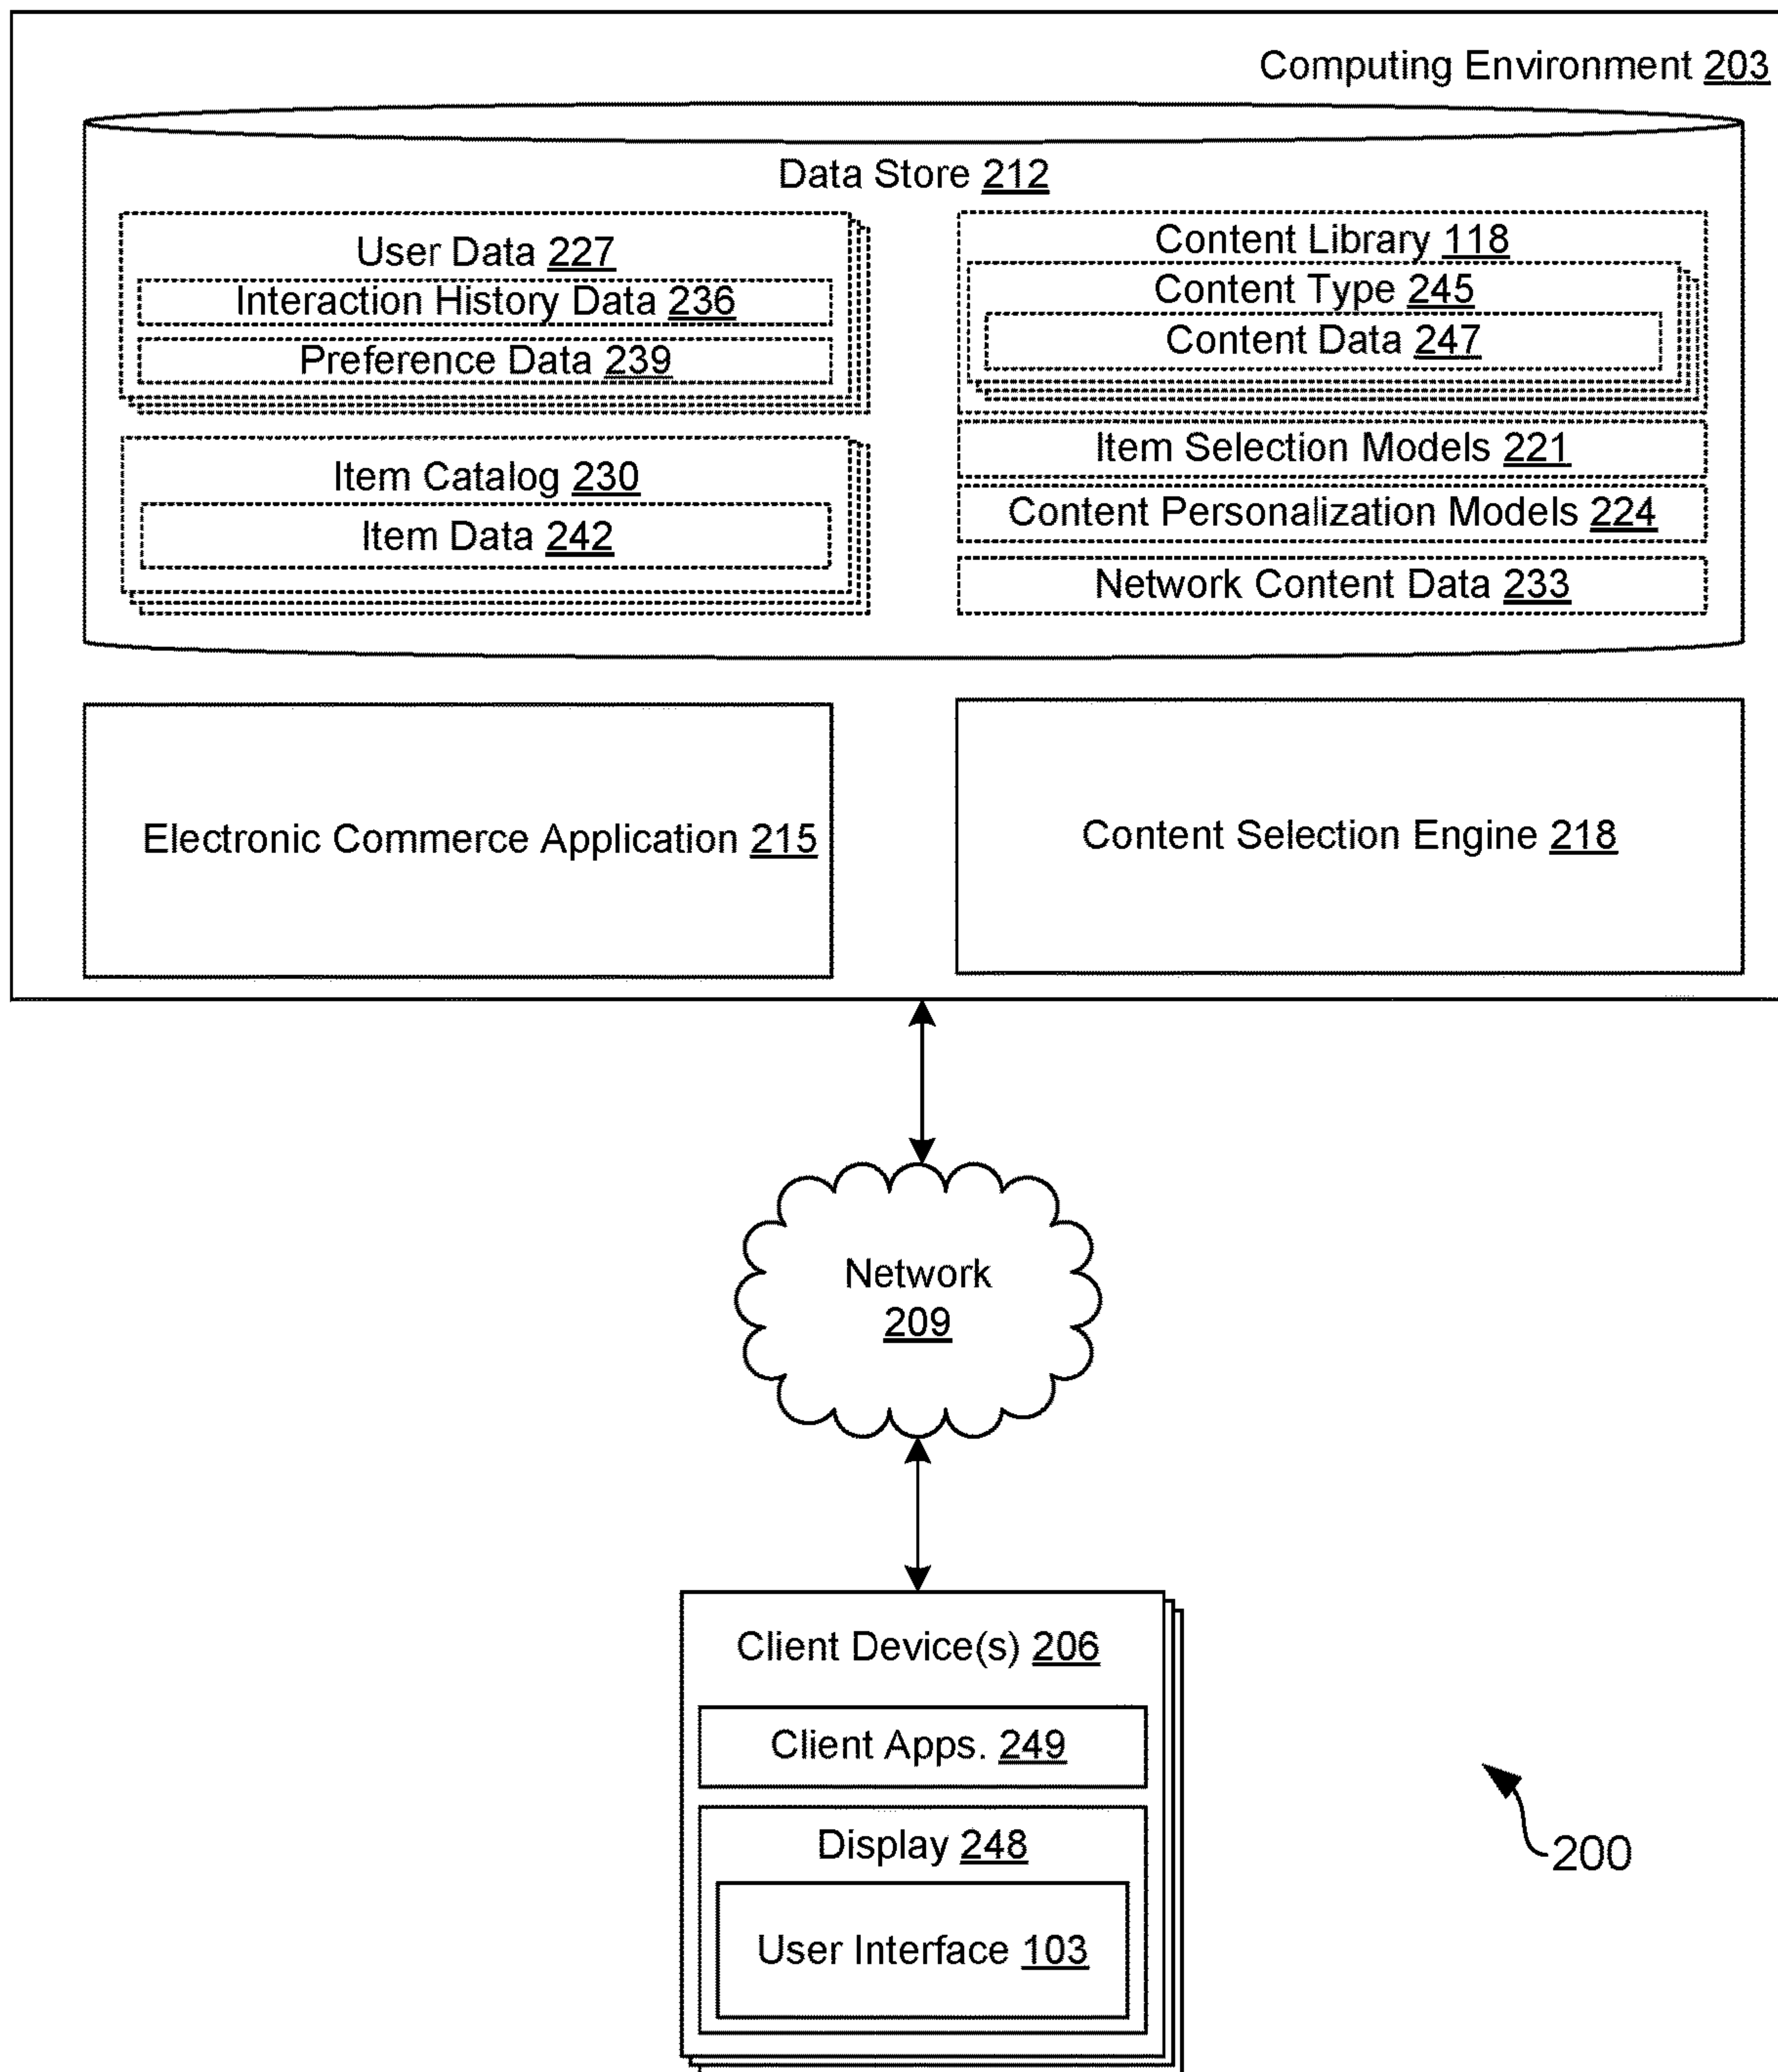 Computing Environment 203
Data Store 212
User Data 227
Interaction History Data 236
Preference Data 239
Item Catalog 230
Item Data 242
Content Library 118
Content Type 245
Content Data 247
Item Selection Models 221
Content Personalization Models 224
Network Content Data 233
Electronic Commerce Application 215
Content Selection Engine 218
Network
209
Client Device(s) 206
Client Apps. 249
Display 248
User Interface 103
200